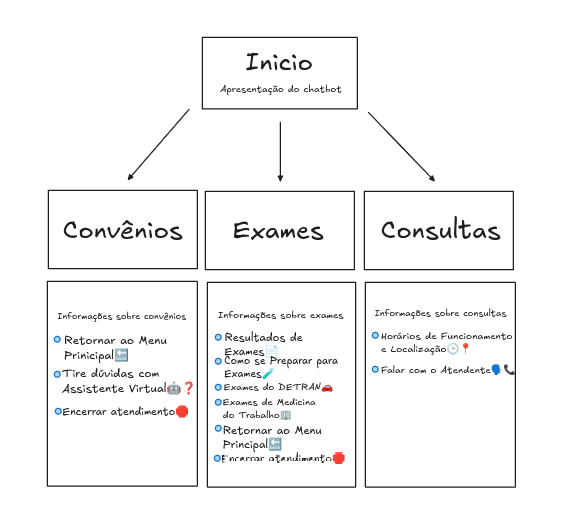 Inicio
Apresentação do chatbot
Convênios
Exames
Consultas
Informações sobre convênios
Retornar ao Menu
Prinicipal🔙
Tire dúvidas com
Assistente Virtual🤖❓
Encerrar atendimento🛑
Informações sobre exames
Resultados de
Exames📄
Como se Preparar para
Exames🧪
Exames do DETRAN🚗
Exames de Medicina
do Trabalho🏢
Retornar ao Menu
Principal🔙
Encerrar atendimento🛑
Informações sobre consultas
Horários de Funcionamento
e Localização🕒📍
Falar com o Atendente🗣️📞